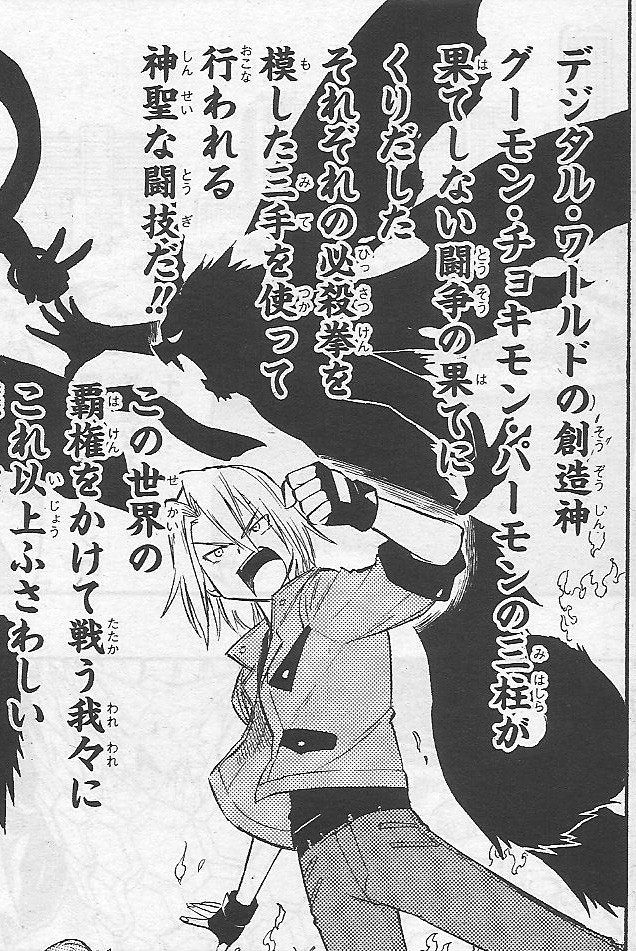 デジタル・ワールドの創造神
グーモン・チョキモン・パーモンの三柱が
果てしない闘争の果てに
くりだした
それぞれの必殺拳を
模した三手を使って
行われる
神聖な闘技だ!!
この世界の
覇権をかけて戦う我々に
これ以上ふさわしい